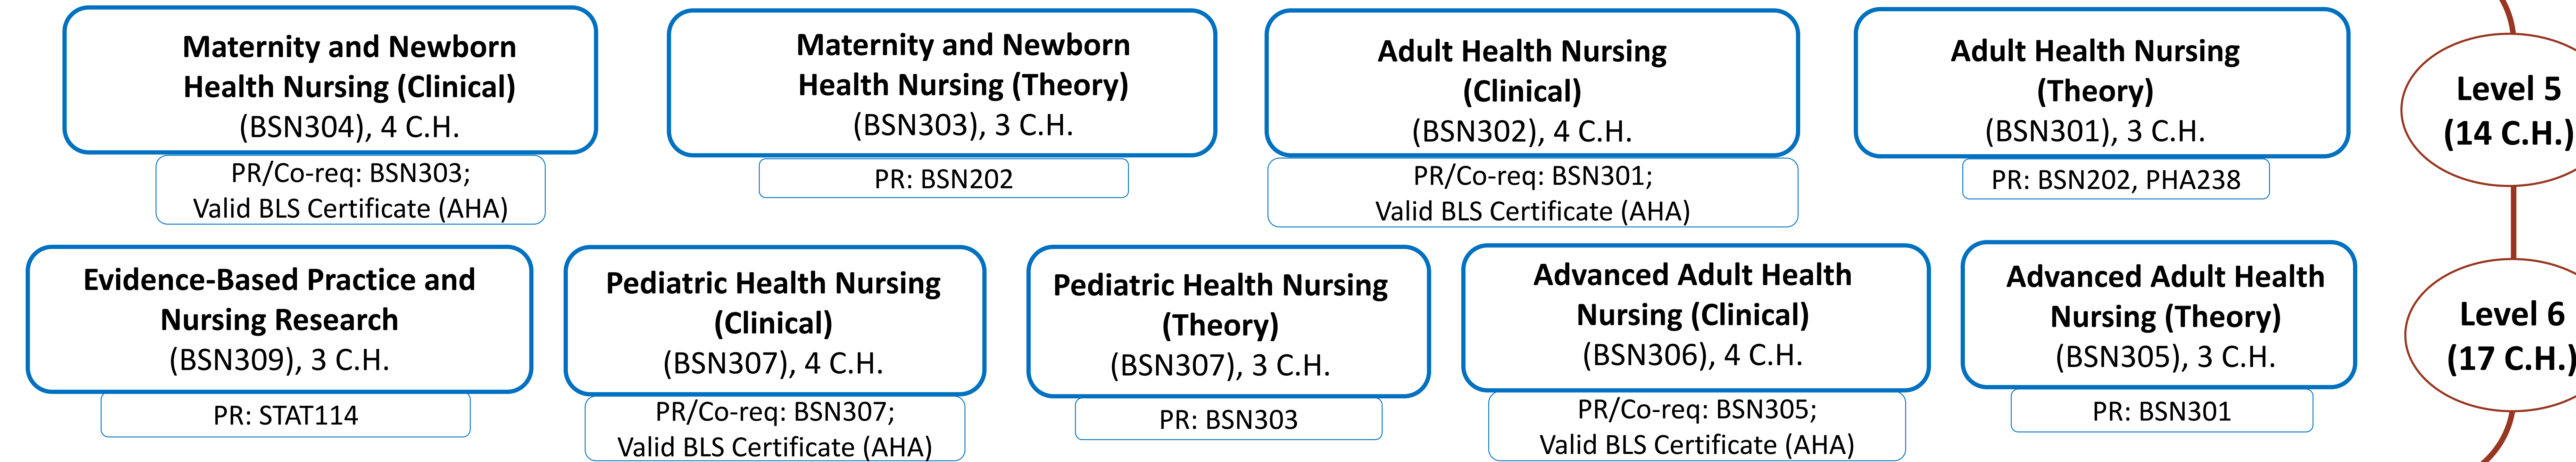 Maternity and Newborn
Health Nursing (Clinical)
(BSN304), 4 C.H.
PR/Co-req: BSN303;
Valid BLS Certificate (AHA)
Maternity and Newborn
Health Nursing (Theory)
(BSN303), 3 C.H.
PR: BSN202
Adult Health Nursing
(Clinical)
(BSN302), 4 C.H.
PR/Co-req: BSN301;
Valid BLS Certificate (AHA)
Adult Health Nursing
(Theory)
(BSN301), 3 C.H.
PR: BSN202, PHA238
Level 5
(14 C.H.)
Evidence-Based Practice and
Nursing Research
(BSN309), 3 C.H.
PR: STAT114
Pediatric Health Nursing
(Clinical)
(BSN307), 4 C.H.
PR/Co-req: BSN307;
Valid BLS Certificate (AHA)
Pediatric Health Nursing
(Theory)
(BSN307), 3 C.H.
PR: BSN303
Advanced Adult Health
Nursing (Clinical)
(BSN306), 4 C.H.
PR/Co-req: BSN305;
Valid BLS Certificate (AHA)
Advanced Adult Health
Nursing (Theory)
(BSN305), 3 C.H.
PR: BSN301
Level 6
(17 C.H.)